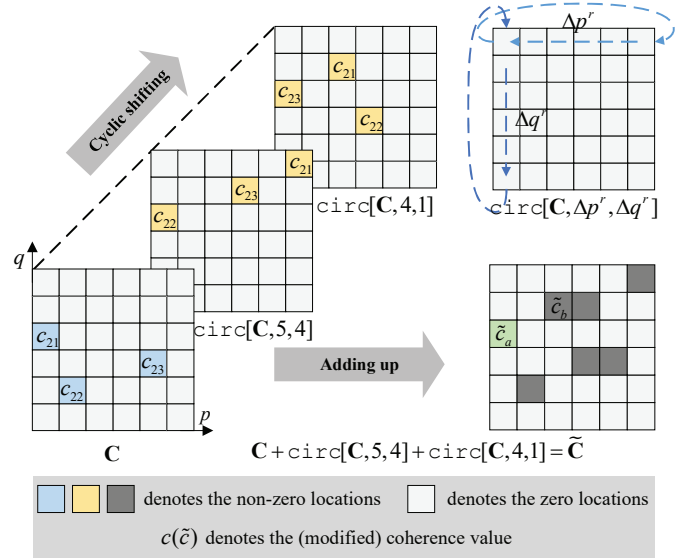 Δp^r
c₂₁
c₂₃
c₂₂
Cyclic shifting
Δq^r
c₂₁
c₂₃
c₂₂
circ[C,4,1]
circ[C,Δp^r,Δq^r]
q
circ[C,5,4]
c̃_b
c̃_a
c₂₁
c₂₃
c₂₂
Adding up
p
C
C+circ[C,5,4]+circ[C,4,1]=C̃
denotes the non-zero locations
denotes the zero locations
c(c̃) denotes the (modified) coherence value